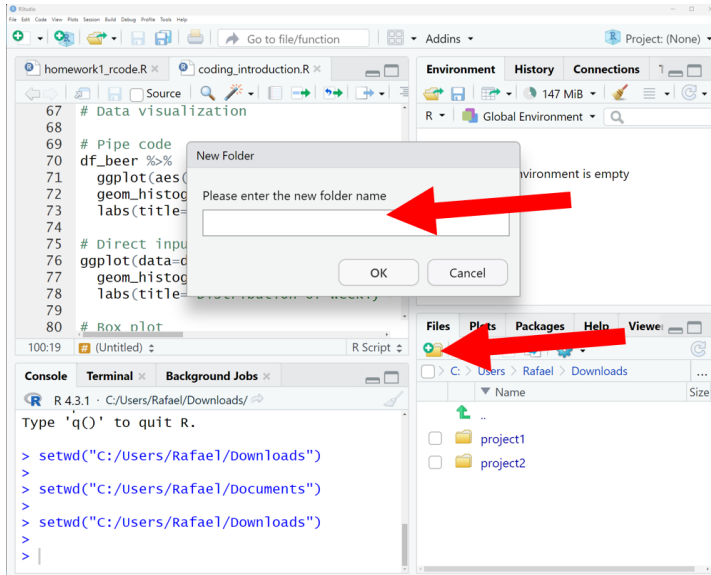 RStudio
File Edit Code View Plots Session Build Debug Profile Tools Help
Go to file/function
Addins
Project: (None)
homework1_rcode.R
coding_introduction.R
Source
67 # Data visualization
68
69 # Pipe code
70 df_beer %>%
71 ggplot(aes(
72 geom_histog
73 labs(title=
74
75 # Direct inpu
76 ggplot(data=d
77 geom_histog
78 labs(title=
79
80 # Box plot
100:19 (Untitled) R Script
New Folder
Please enter the new folder name
OK Cancel
Environment History Connections
147 MiB
R Global Environment
nvironment is empty
Console Terminal Background Jobs
R 4.3.1 · C:/Users/Rafael/Downloads/
Type 'q()' to quit R.
> setwd("C:/Users/Rafael/Downloads")
>
> setwd("C:/Users/Rafael/Documents")
>
> setwd("C:/Users/Rafael/Downloads")
>
>
Files Plots Packages Help Viewer
C: > Users > Rafael > Downloads
...
Name Size
..
project1
project2